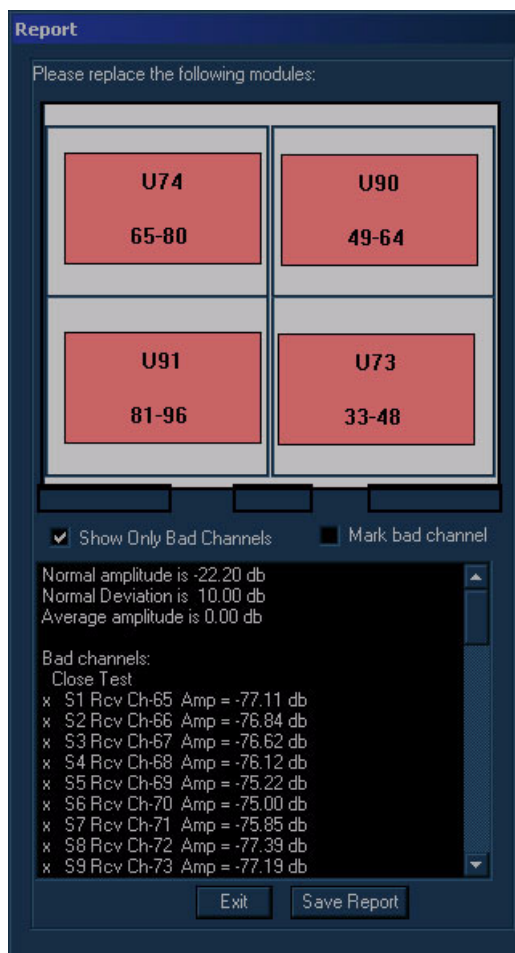 Report
Please replace the following modules:
U74
65-80
U90
49-64
U91
81-96
U73
33-48
Show Only Bad Channels
Mark bad channel
Normal amplitude is -22.20 db
Normal Deviation is 10.00 db
Average amplitude is 0.00 db
Bad channels:
Close Test
x S1 Rcv Ch-65 Amp = -77.11 db
x S2 Rcv Ch-66 Amp = -76.84 db
x S3 Rcv Ch-67 Amp = -76.62 db
x S4 Rcv Ch-68 Amp = -76.12 db
x S5 Rcv Ch-69 Amp = -75.22 db
x S6 Rcv Ch-70 Amp = -75.00 db
x S7 Rcv Ch-71 Amp = -75.85 db
x S8 Rcv Ch-72 Amp = -77.39 db
x S9 Rcv Ch-73 Amp = -77.19 db
Exit
Save Report